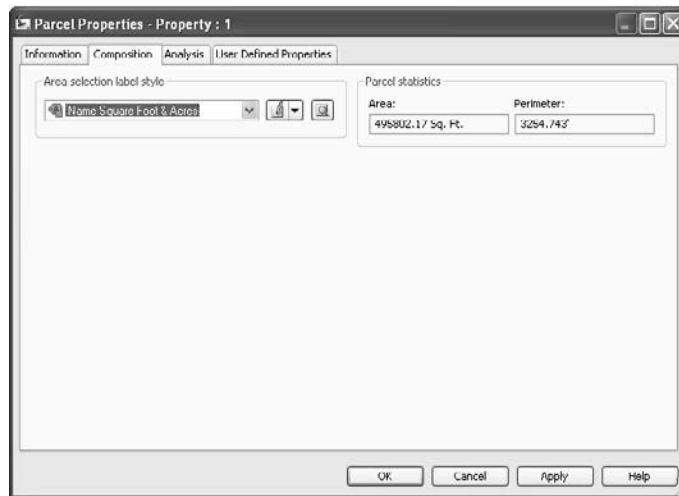 Parcel Properties - Property : 1
Information Composition Analysis User Defined Properties
Area selection label style
Name Square Foot & Acres
Parcel statistics
Area: Perimeter:
495802.17 Sq. Ft. 3254.743'
OK Cancel Apply Help